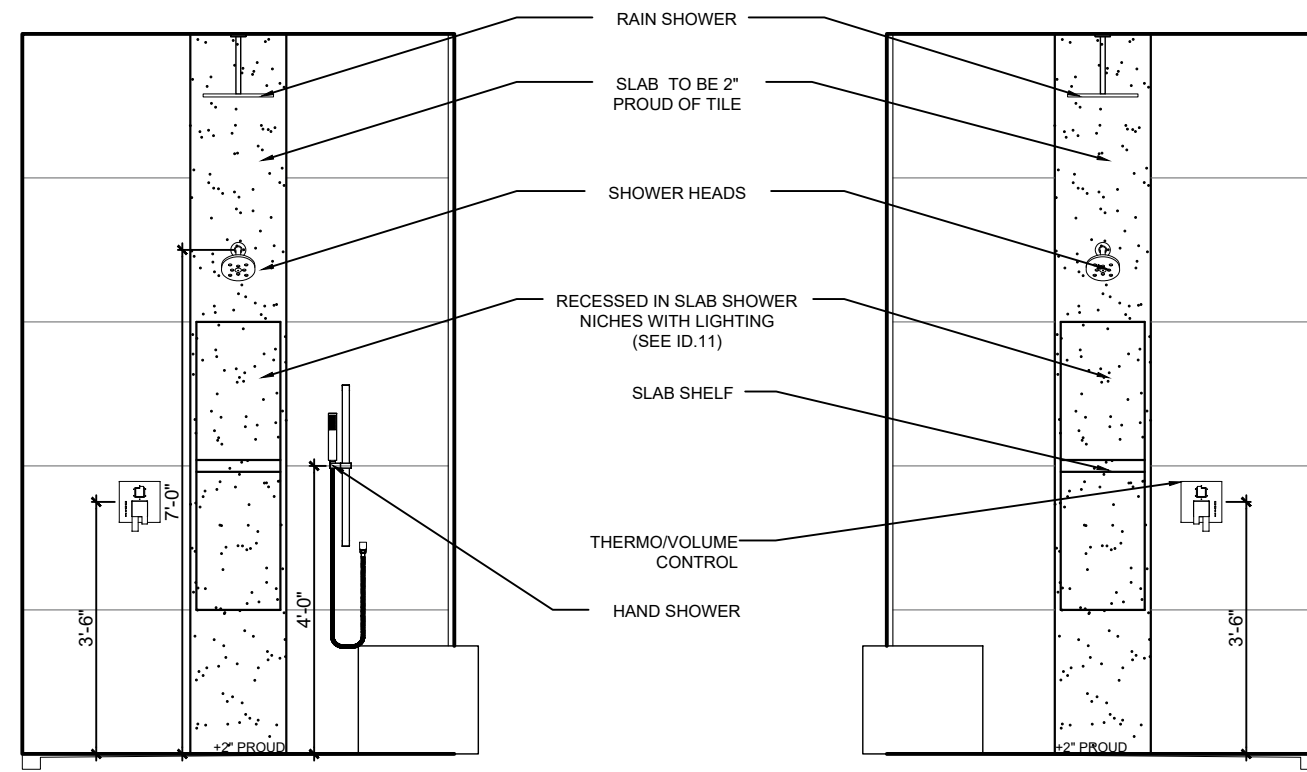 RAIN SHOWER
SLAB TO BE 2"
PROUD OF TILE
SHOWER HEADS
RECESSED IN SLAB SHOWER
NICHES WITH LIGHTING
(SEE ID.11)
SLAB SHELF
THERMO/VOLUME
CONTROL
HAND SHOWER
7'-0"
3'-6"
4'-0"
3'-6"
+2" PROUD
+2" PROUD